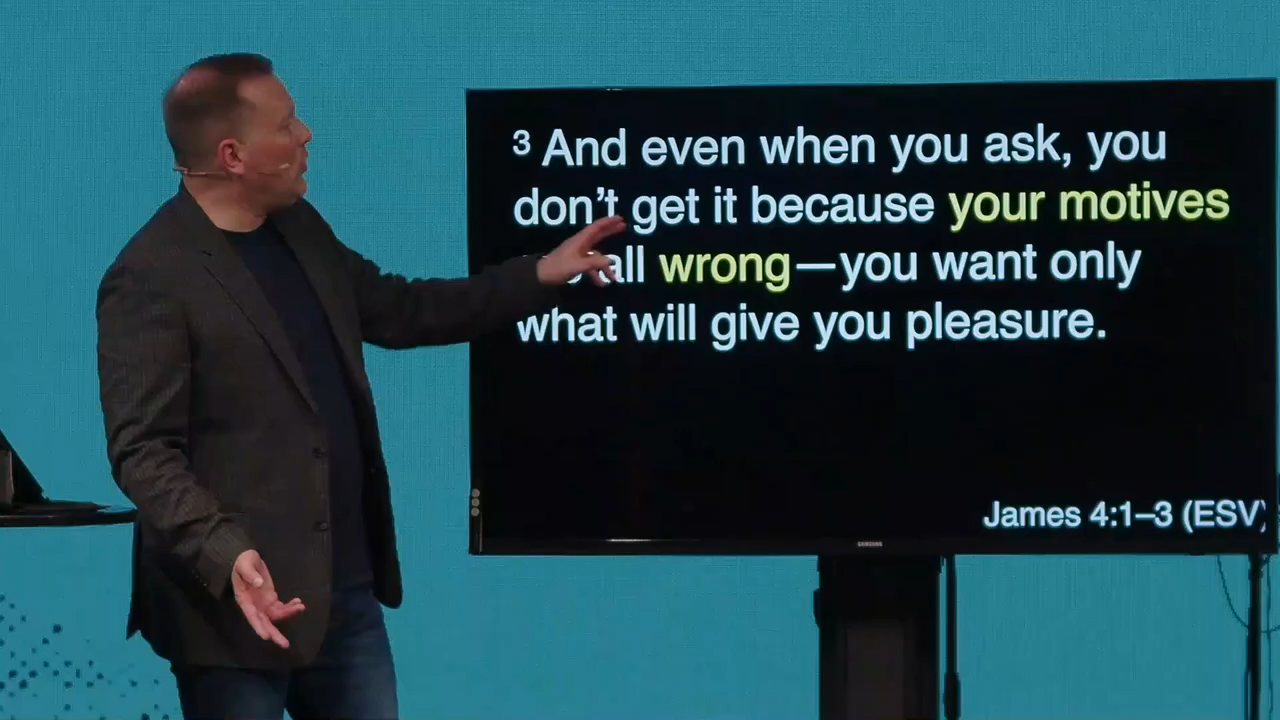 ³ And even when you ask, you
don’t get it because your motives
all wrong—you want only
what will give you pleasure.
James 4:1–3 (ESV)
SAMSUNG